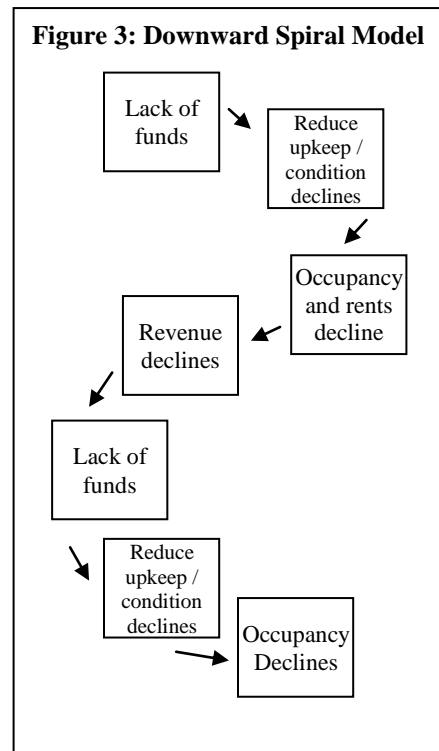 Figure 3: Downward Spiral Model
Lack of
funds
Reduce
upkeep /
condition
declines
Occupancy
and rents
decline
Revenue
declines
Lack of
funds
Reduce
upkeep /
condition
declines
Occupancy
Declines